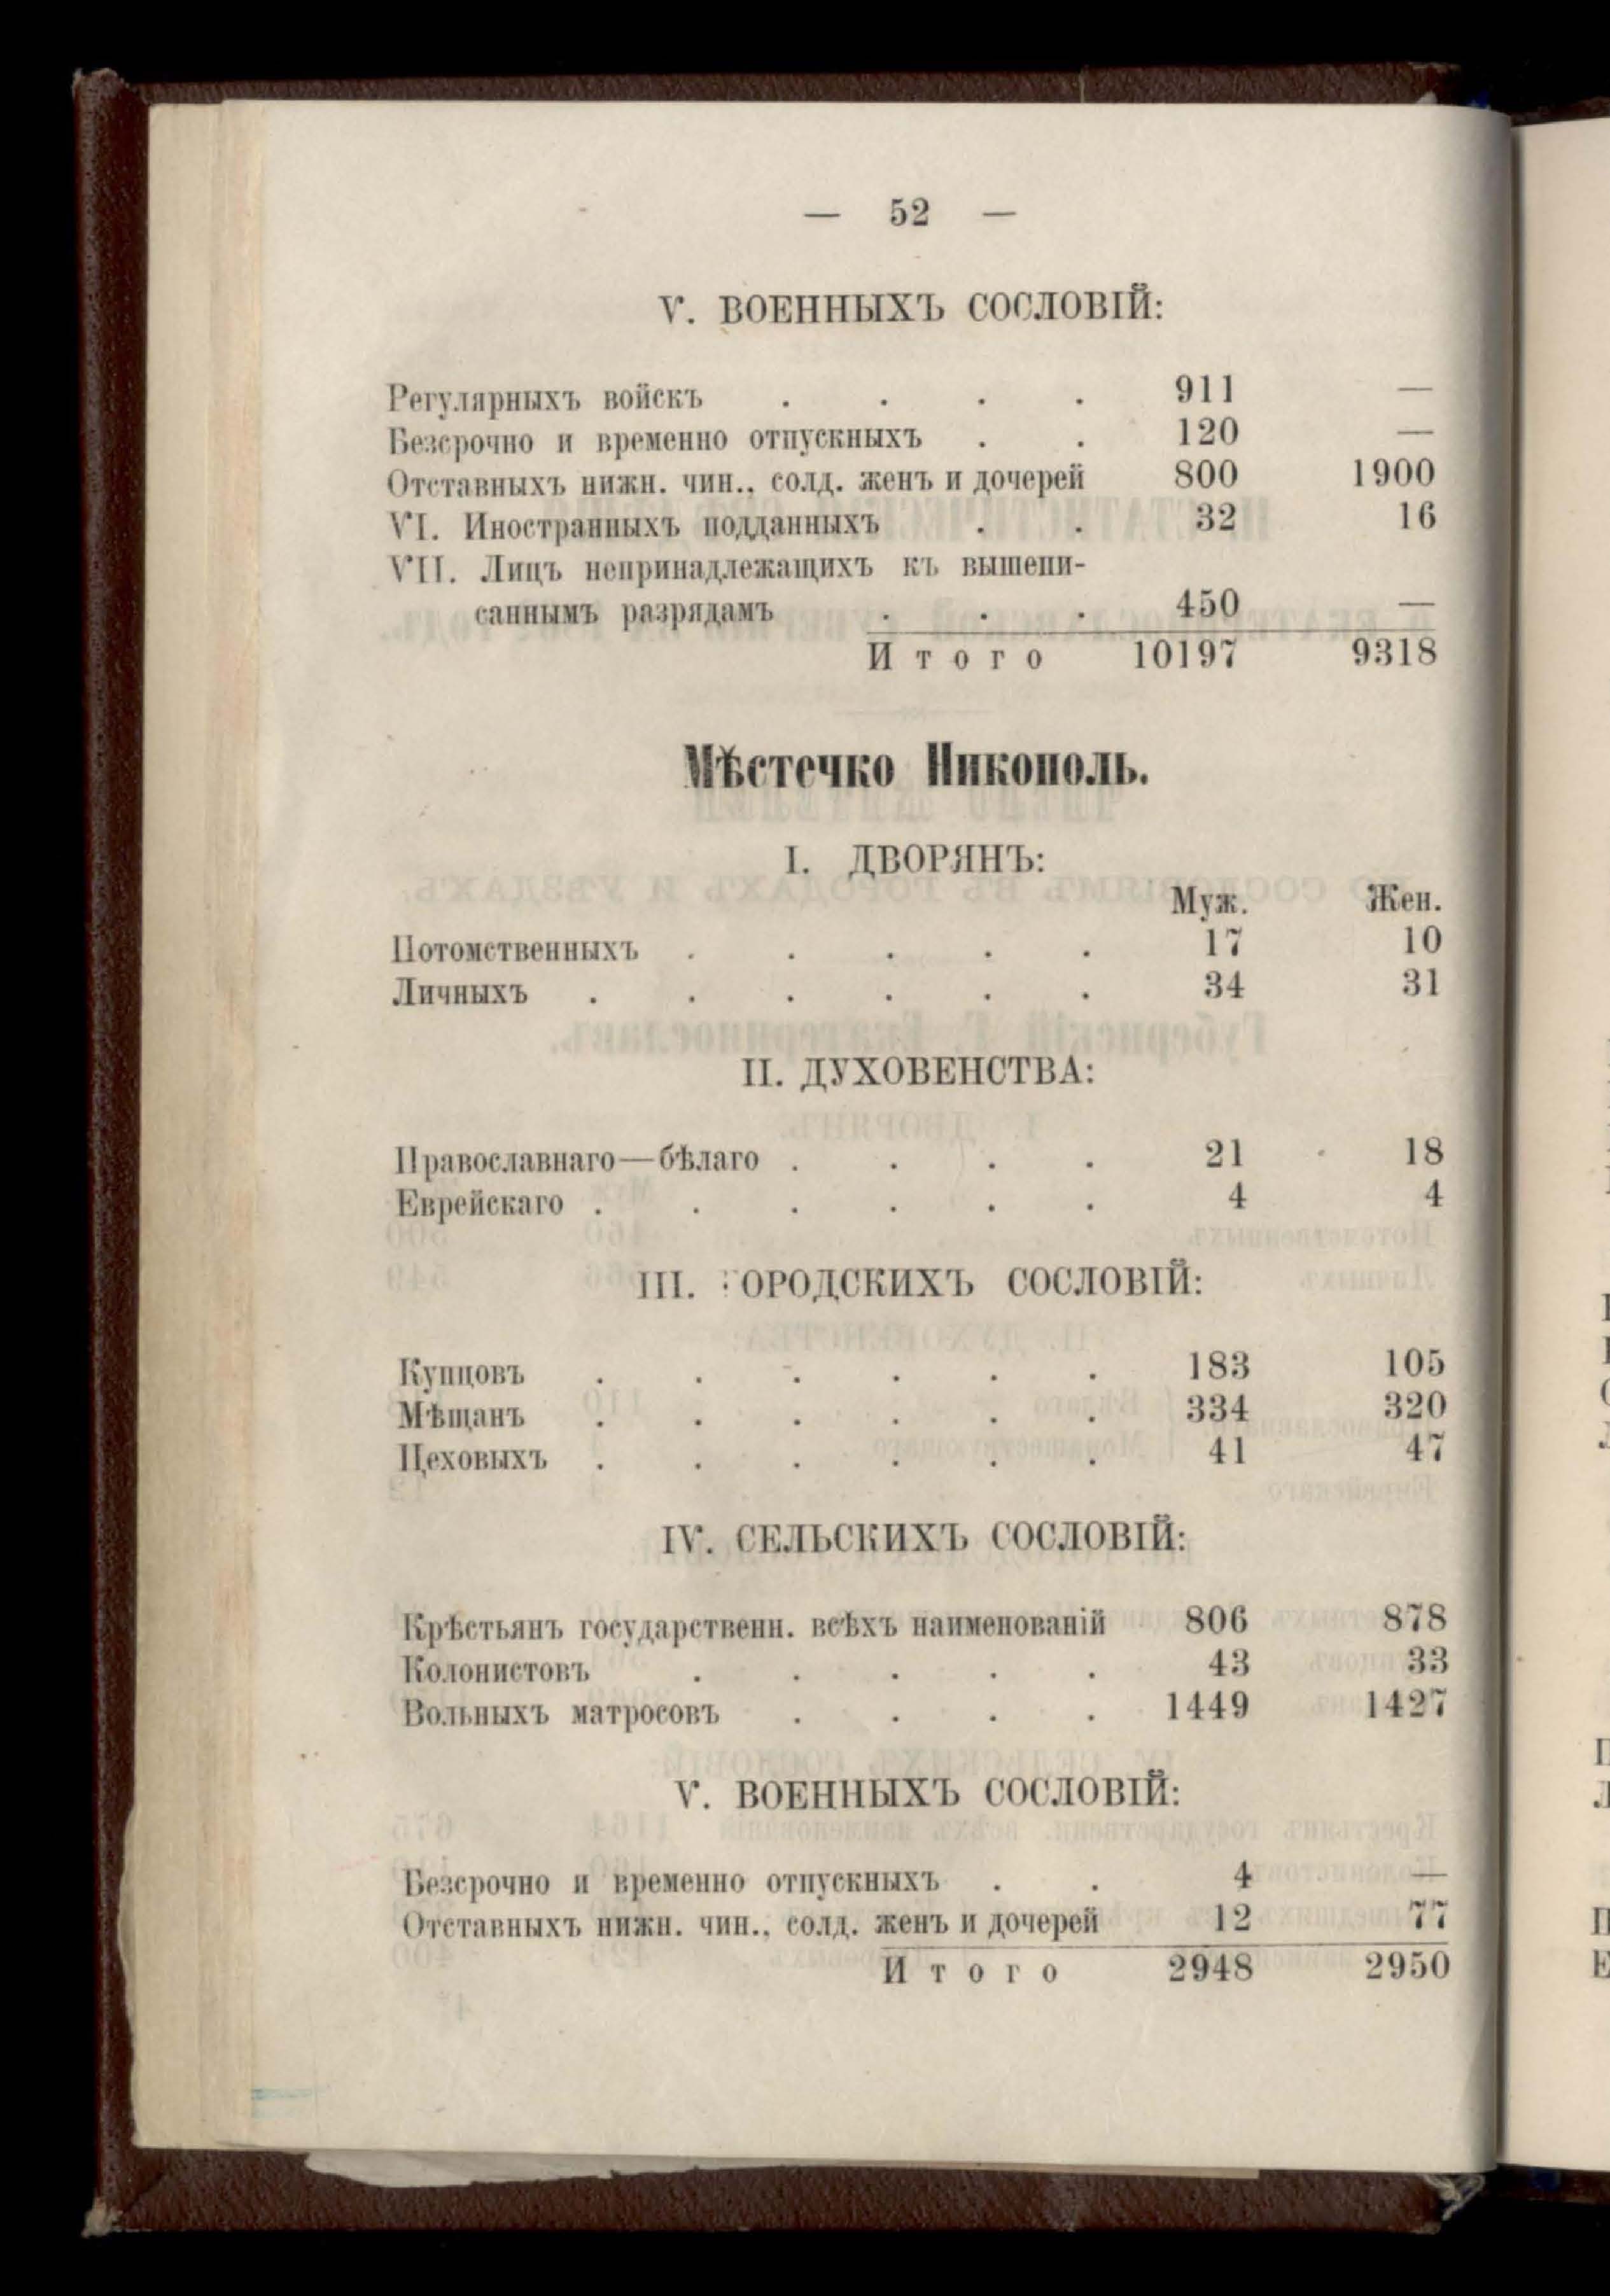 — 52 —
V. ВОЕННЫХЪ СОСЛОВІЙ:
Регулярныхъ войскъ . . . . 911 —
Безсрочно и временно отпускныхъ . . 120 —
Отставныхъ нижн. чин., солд. женъ и дочерей 800 1900
VI. Иностранныхъ подданныхъ . . 32 16
VII. Лицъ непринадлежащихъ къ вышепи-
саннымъ разрядамъ . . . 450 —
Итого 10197 9318
Мѣстечко Никополь.
I. ДВОРЯНЪ:
Муж. Жен.
Потомственныхъ . . . . . 17 10
Личныхъ . . . . . . 34 31
II. ДУХОВЕНСТВА:
Православнаго—бѣлаго . . . . 21 18
Еврейскаго . . . . . . 4 4
III. ГОРОДСКИХЪ СОСЛОВІЙ:
Купцовъ . . . . . . 183 105
Мѣщанъ . . . . . . 334 320
Цеховыхъ . . . . . . 41 47
IV. СЕЛЬСКИХЪ СОСЛОВІЙ:
Крѣстьянъ государственн. всѣхъ наименованій 806 878
Колонистовъ . . . . . 43 33
Вольныхъ матросовъ . . . . 1449 1427
V. ВОЕННЫХЪ СОСЛОВІЙ:
Безсрочно и временно отпускныхъ . . 4 —
Отставныхъ нижн. чин., солд. женъ и дочерей 12 77
Итого 2948 2950